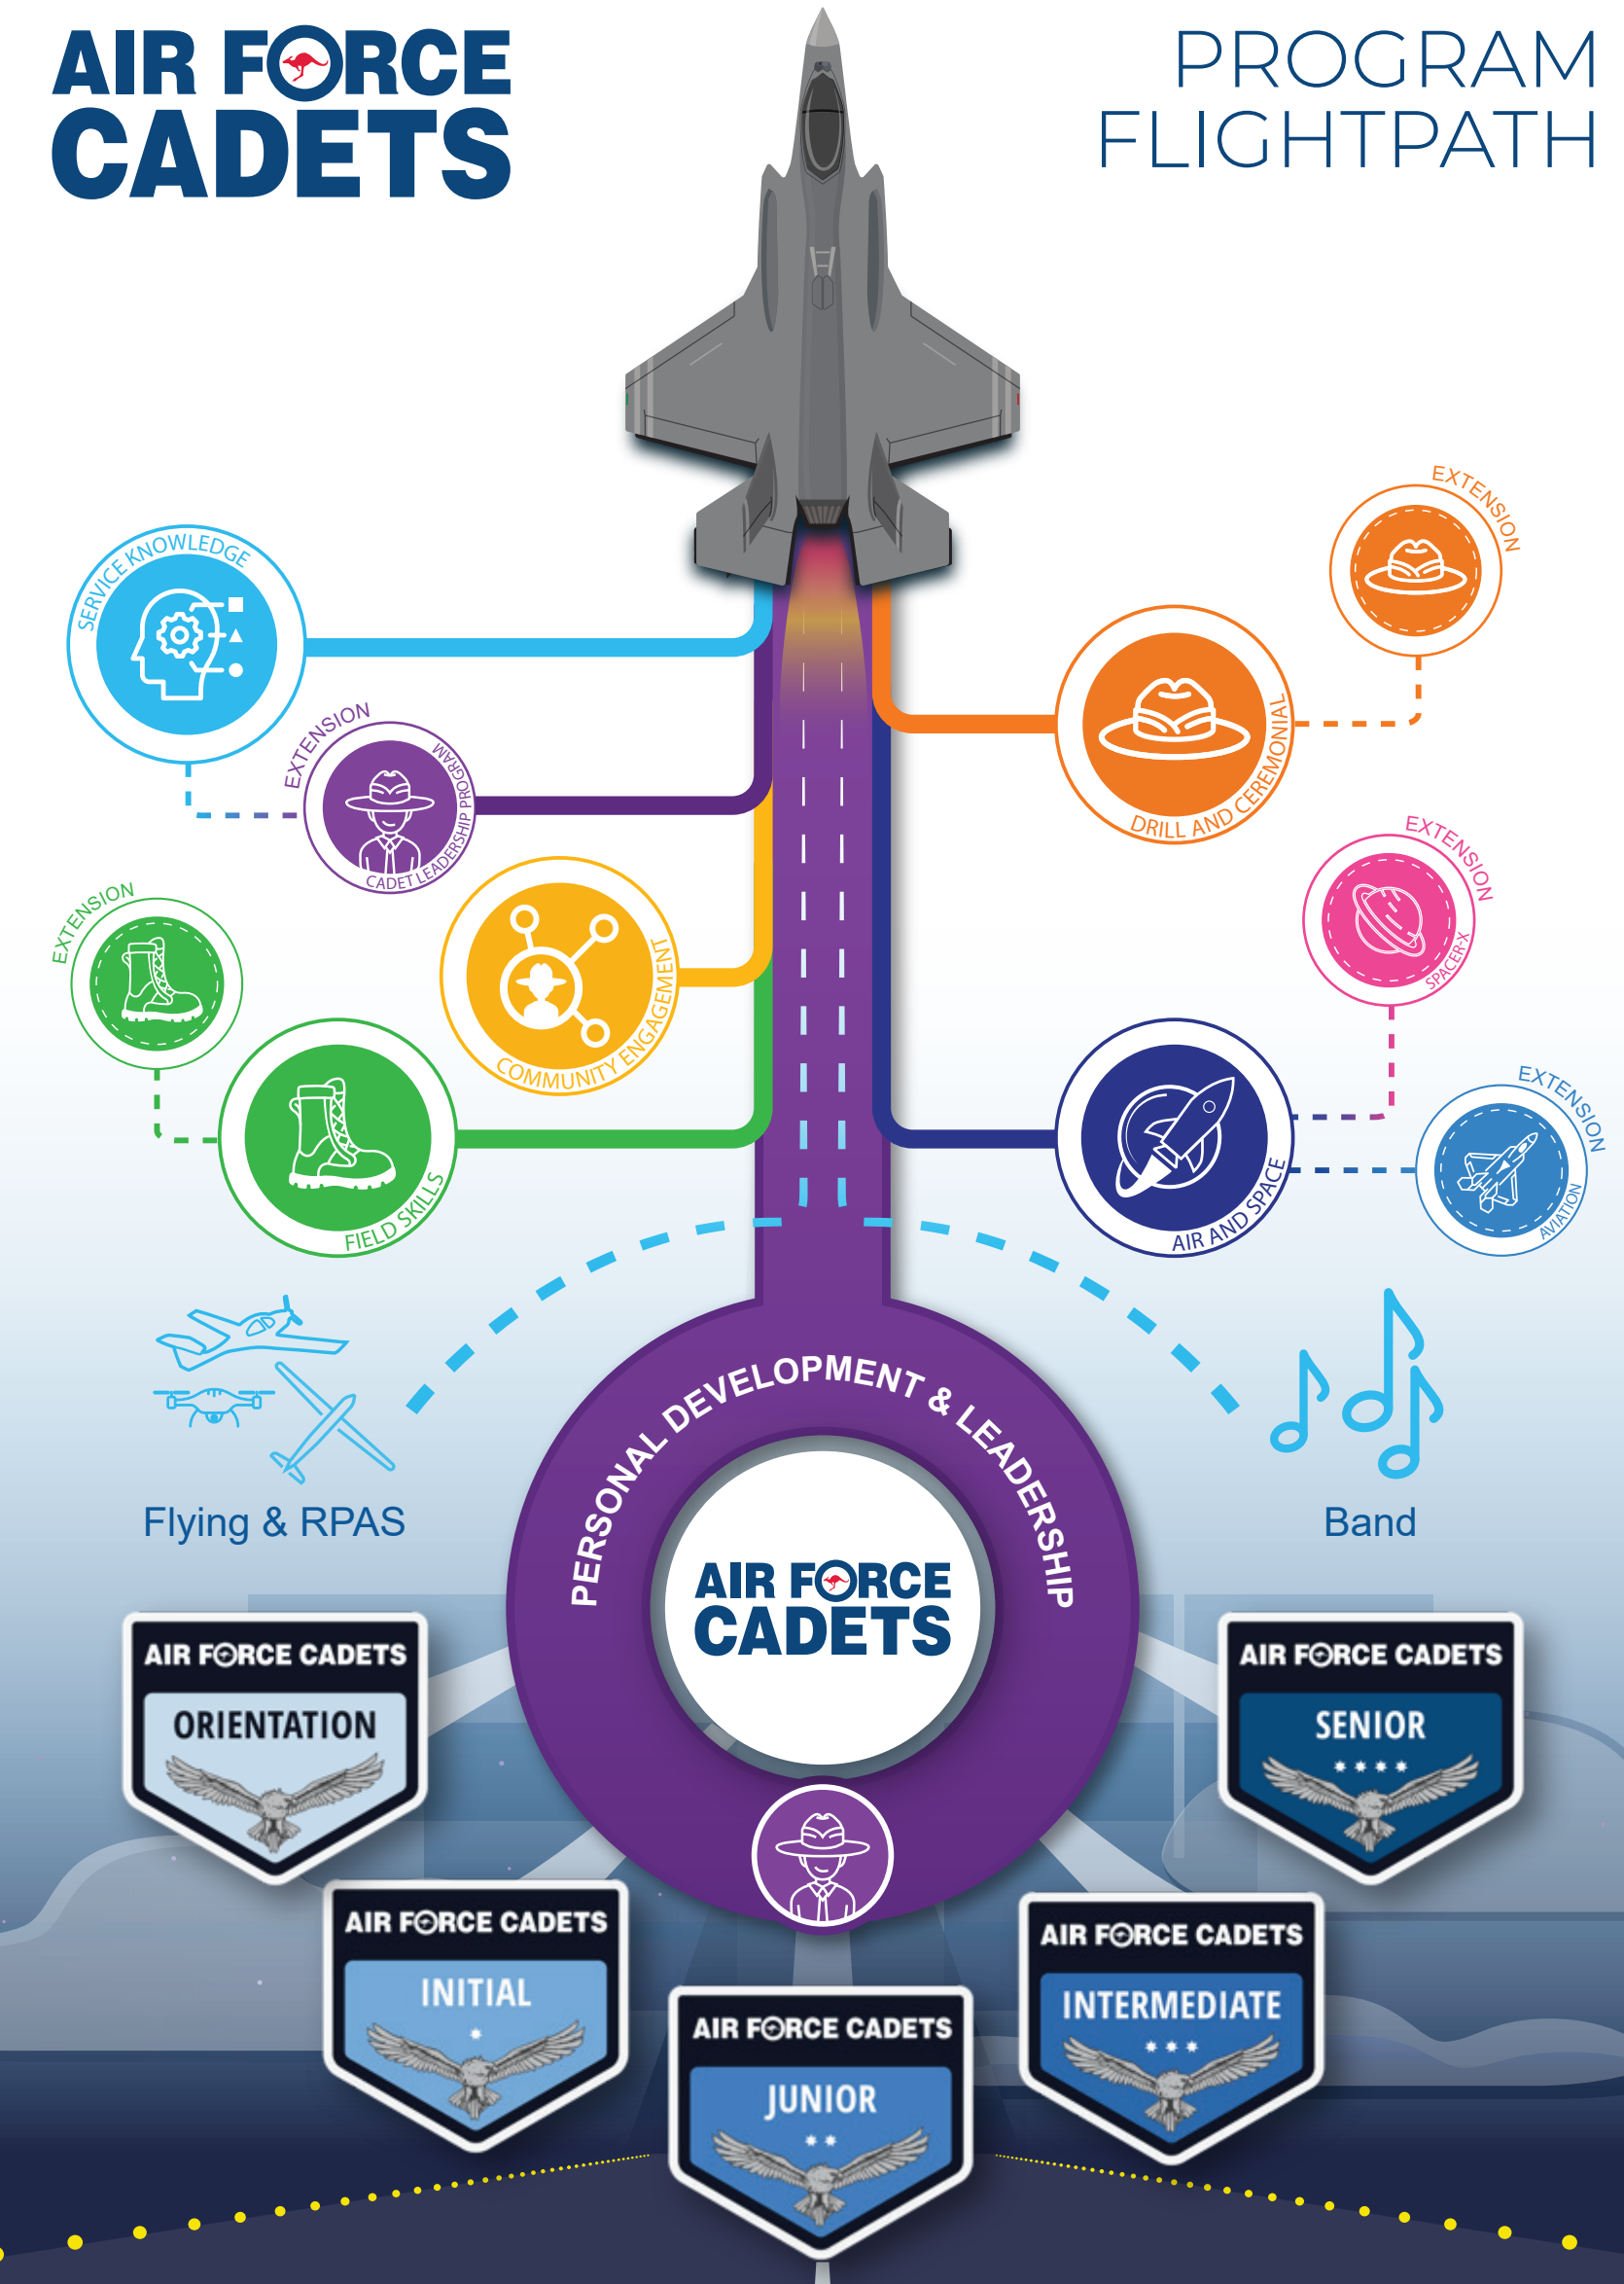 AIR FORCE
CADETS
PROGRAM
FLIGHTPATH
EXTENSION
SERVICE KNOWLEDGE
DRILL AND CEREMONIAL
EXTENSION
CADET LEADERSHIP PROGRAM
EXTENSION
SPACER-X
EXTENSION
COMMUNITY ENGAGEMENT
FIELD SKILLS
AIR AND SPACE
EXTENSION
AVIATION
PERSONAL DEVELOPMENT & LEADERSHIP
Flying & RPAS
Band
AIR FORCE
CADETS
AIR FORCE CADETS
ORIENTATION
AIR FORCE CADETS
SENIOR
AIR FORCE CADETS
INITIAL
AIR FORCE CADETS
INTERMEDIATE
AIR FORCE CADETS
JUNIOR